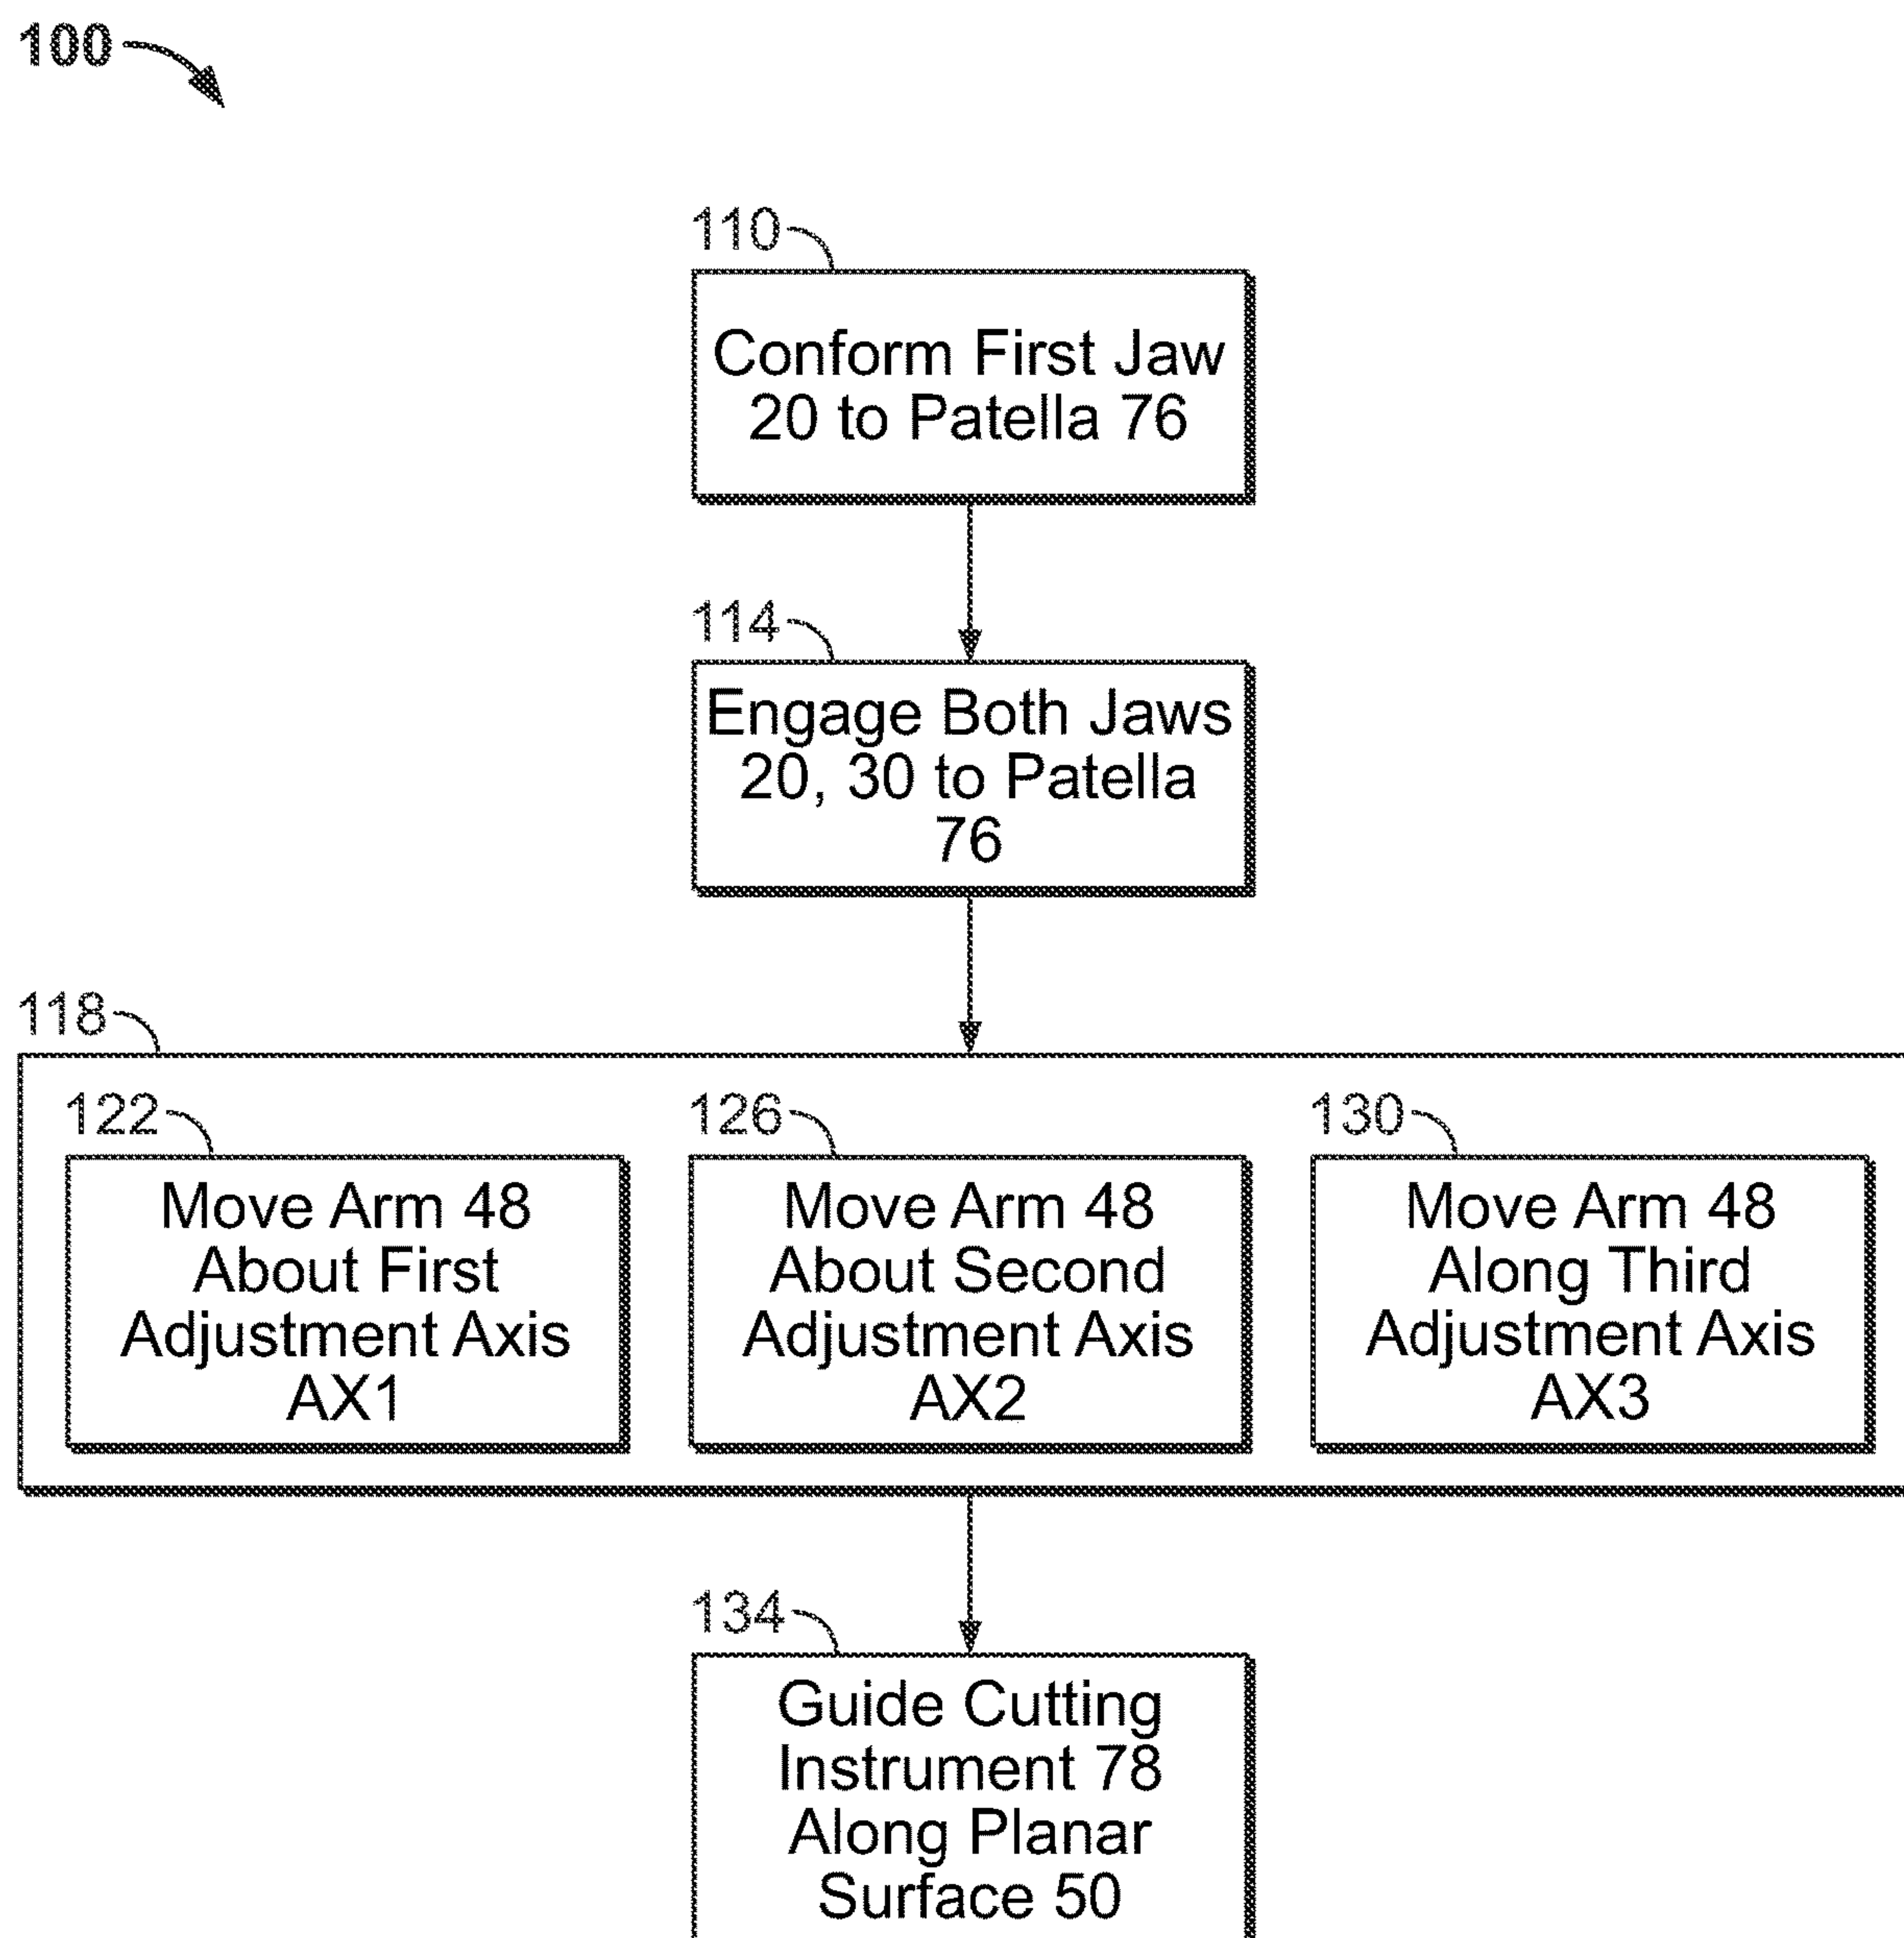 100
110
Conform First Jaw
20 to Patella 76
114
Engage Both Jaws
20, 30 to Patella
76
118
122
Move Arm 48
About First
Adjustment Axis
AX1
126
Move Arm 48
About Second
Adjustment Axis
AX2
130
Move Arm 48
Along Third
Adjustment Axis
AX3
134
Guide Cutting
Instrument 78
Along Planar
Surface 50